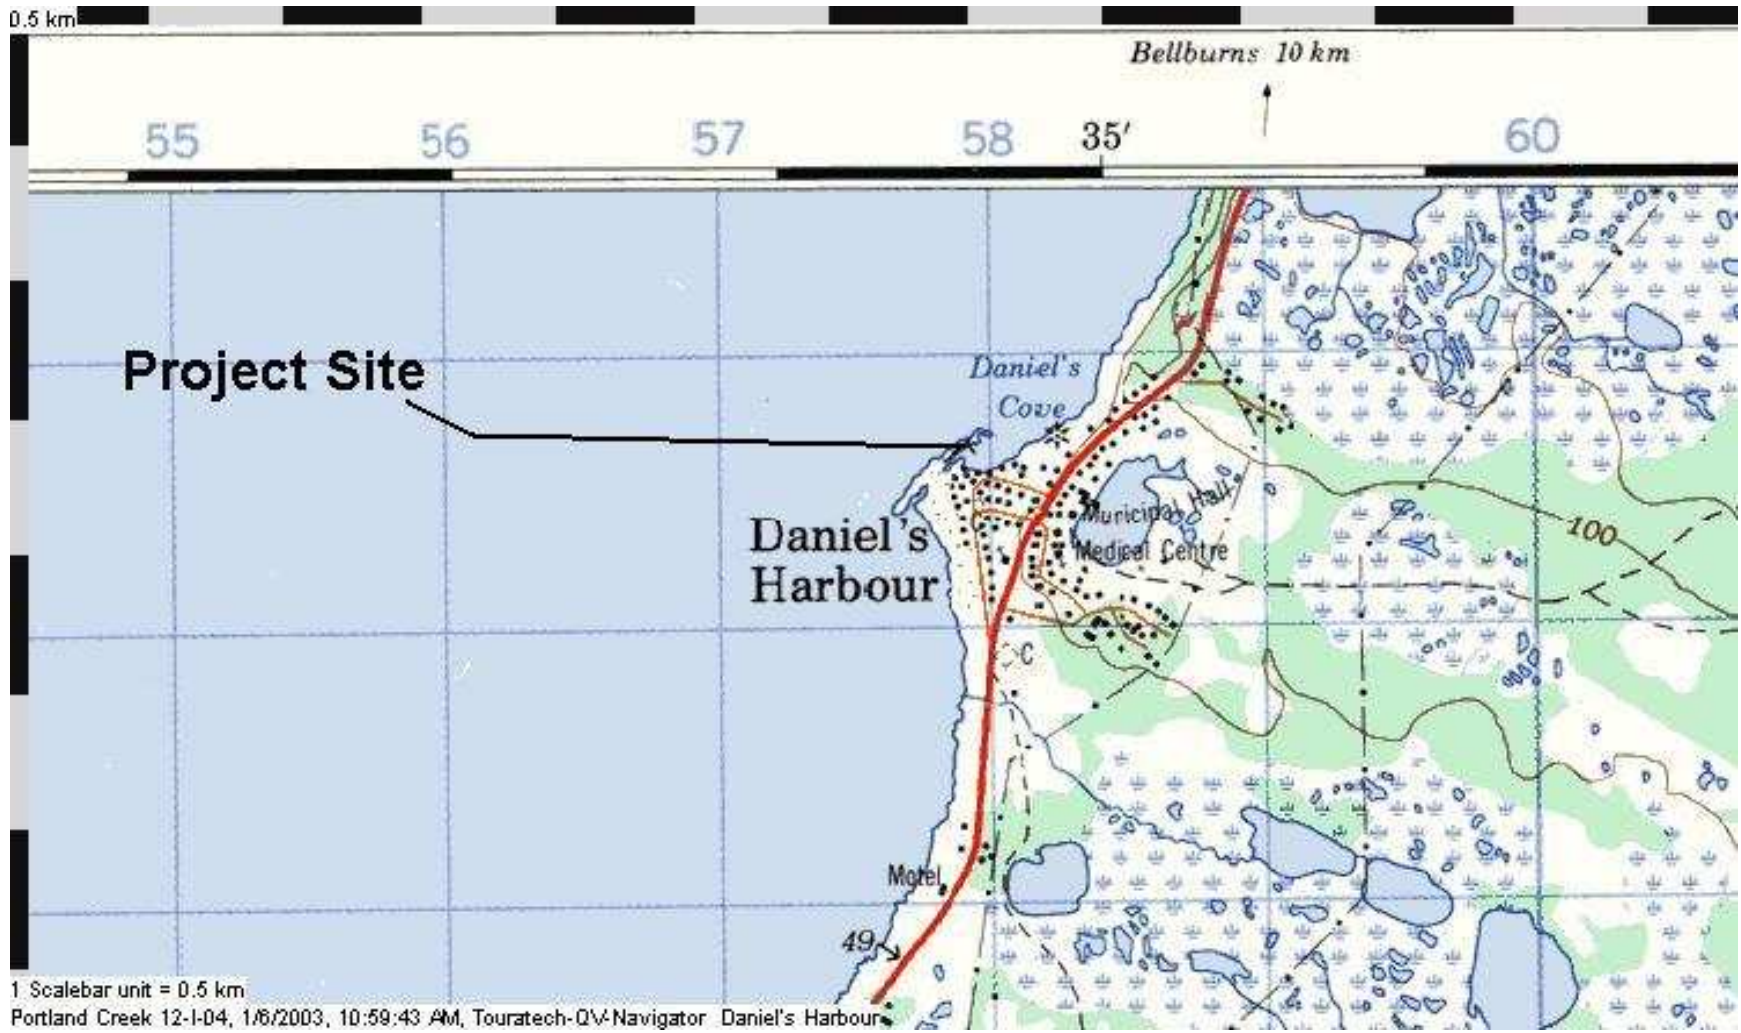 0.5 km
Bellburns 10 km
55 56 57 58 35' 60
Project Site
Daniel's
Cove
Municipal Hall
Daniel's
Harbour
Medical Centre
100
C
Motel
49
1 Scalebar unit = 0.5 km
Portland Creek 12-I-04, 1/6/2003, 10:59:43 AM, Touratech-QV-Navigator Daniel's Harbour